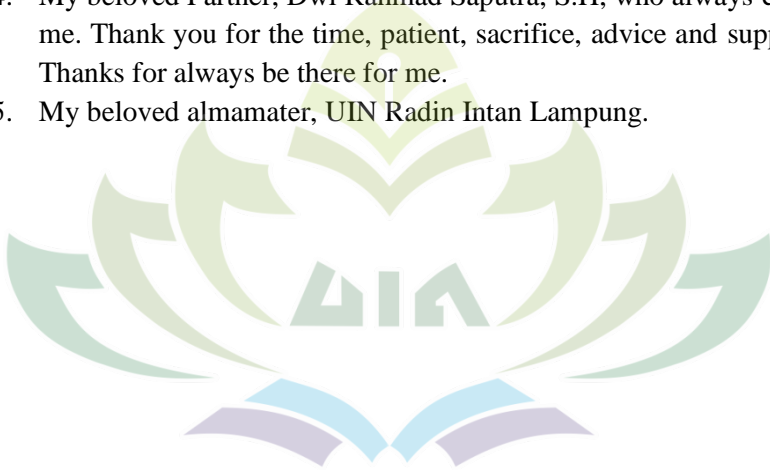 My beloved Partner, Dwi Rahmad Saputra, S.H, who always
me. Thank you for the time, patient, sacrifice, advice and
Thanks for always be there for me.
5. My beloved almamater, UIN Radin Intan Lampung.
UIN